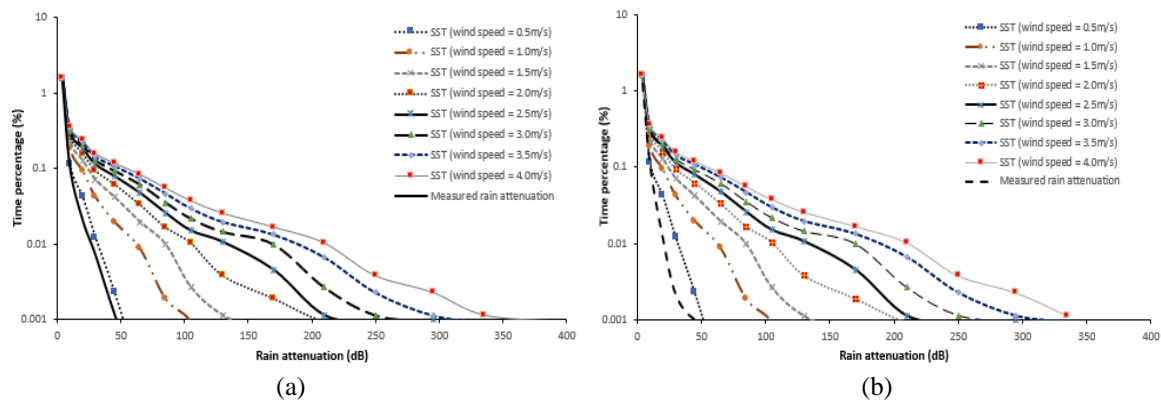 10
1
0.1
0.01
0.001
Time percentage (%)
0 50 100 150 200 250 300 350 400
Rain attenuation (dB)
SST (wind speed = 0.5m/s)
SST (wind speed = 1.0m/s)
SST (wind speed = 1.5m/s)
SST (wind speed = 2.0m/s)
SST (wind speed = 2.5m/s)
SST (wind speed = 3.0m/s)
SST (wind speed = 3.5m/s)
SST (wind speed = 4.0m/s)
Measured rain attenuation
(a)
10
1
0.1
0.01
0.001
Time percentage (%)
0 50 100 150 200 250 300 350 400
Rain attenuation (dB)
SST (wind speed = 0.5m/s)
SST (wind speed = 1.0m/s)
SST (wind speed = 1.5m/s)
SST (wind speed = 2.0m/s)
SST (wind speed = 2.5m/s)
SST (wind speed = 3.0m/s)
SST (wind speed = 3.5m/s)
SST (wind speed = 4.0m/s)
Measured rain attenuation
(b)